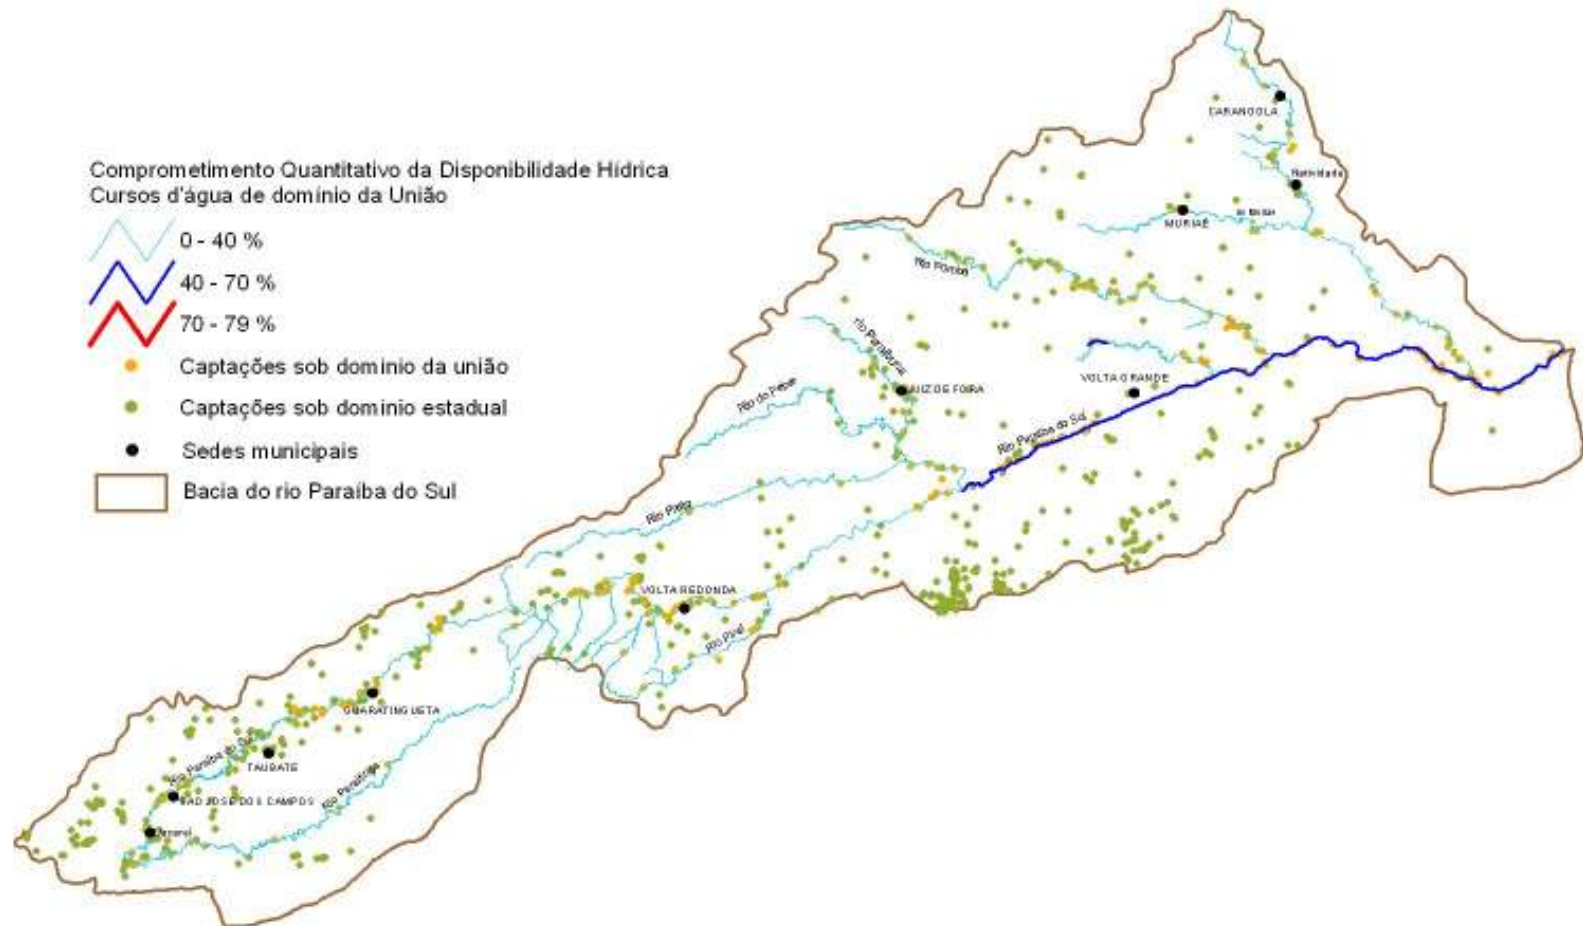 Comprometimento Quantitativo da Disponibilidade Hídrica
Cursos d'água de domínio da União
0 - 40 %
40 - 70 %
70 - 79 %
Captações sob domínio da união
Captações sob domínio estadual
Sedes municipais
Bacia do rio Paraíba do Sul
CARANGOLA
Natividade
MURIAÉ
Rio Pomba
rio Paraibuna
VOLTA GRANDE
JUIZ DE FORA
Rio do Peixe
Rio Paraíba do Sul
Rio Preto
VOLTA REDONDA
Rio Piraí
GUARATINGUETA
Rio Paraíba do Sul
TAUBATE
Rio Paraitinga
SAO JOSE DOS CAMPOS
Jacareí